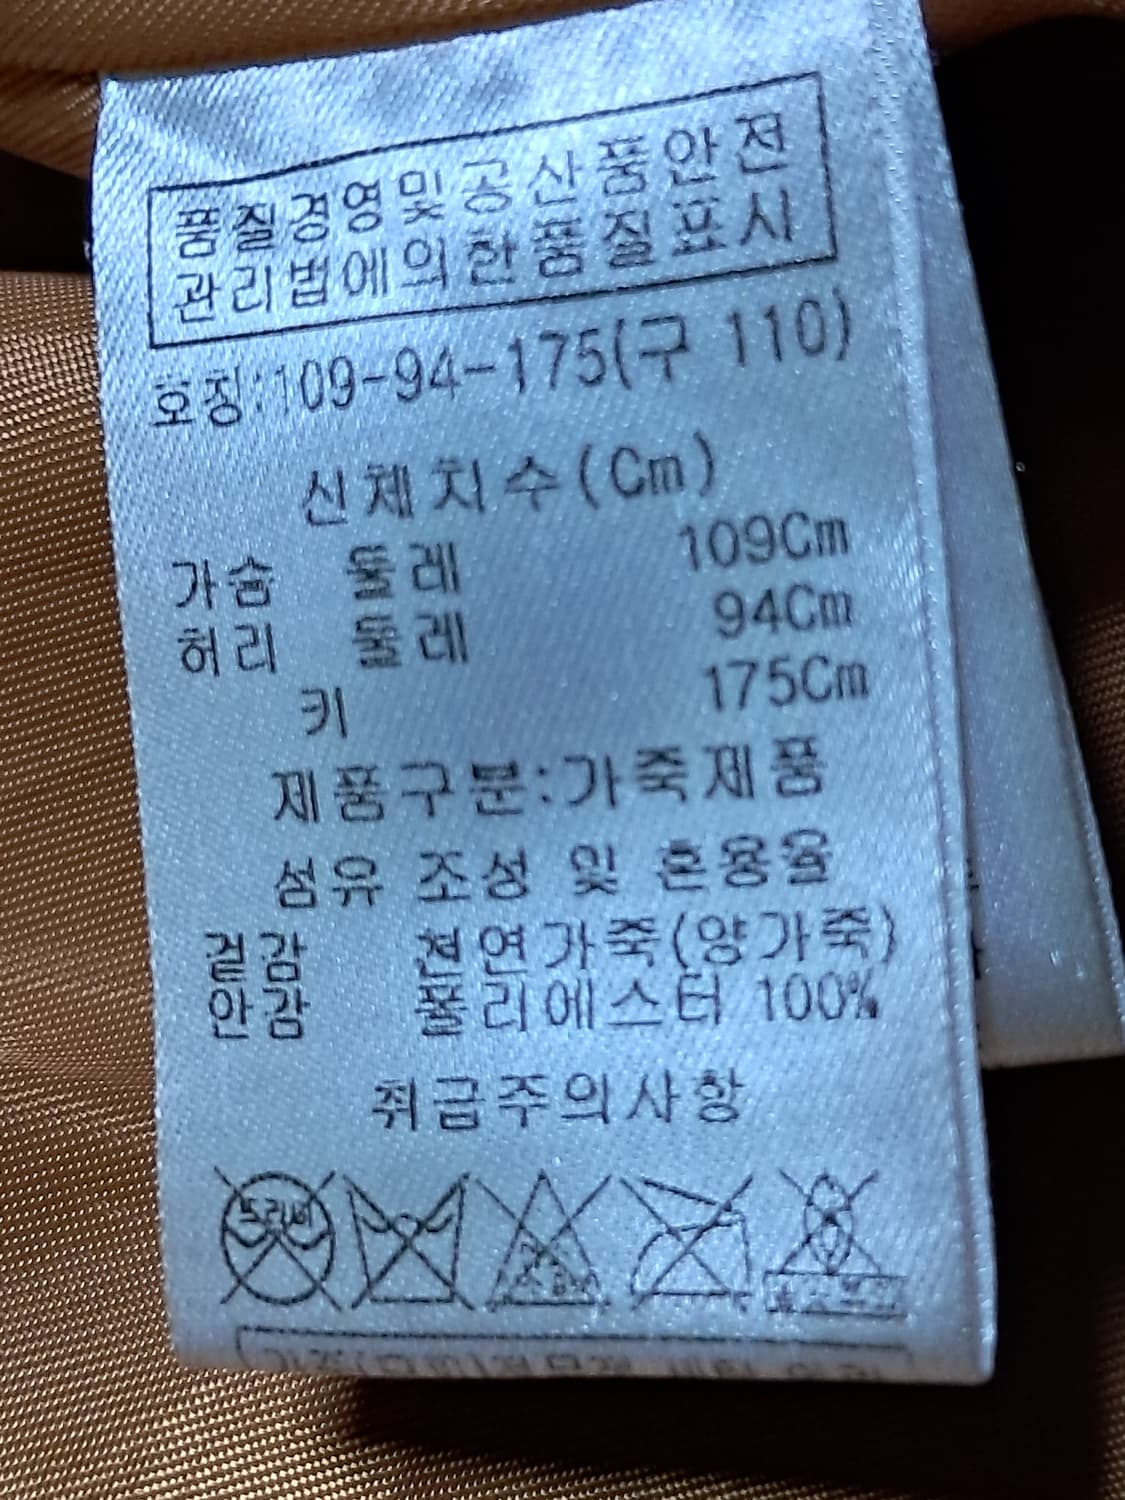 품질경영및공산품안전
관리법에의한품질표시
호칭:109-94-175(구 110)
신체치수(Cm)
가슴 둘레 109Cm
허리 둘레 94Cm
키 175Cm
제품구분:가죽제품
섬유 조성 및 혼용율
겉감 천연가죽(양가죽)
안감 폴리에스터 100%
취급주의사항
드라이